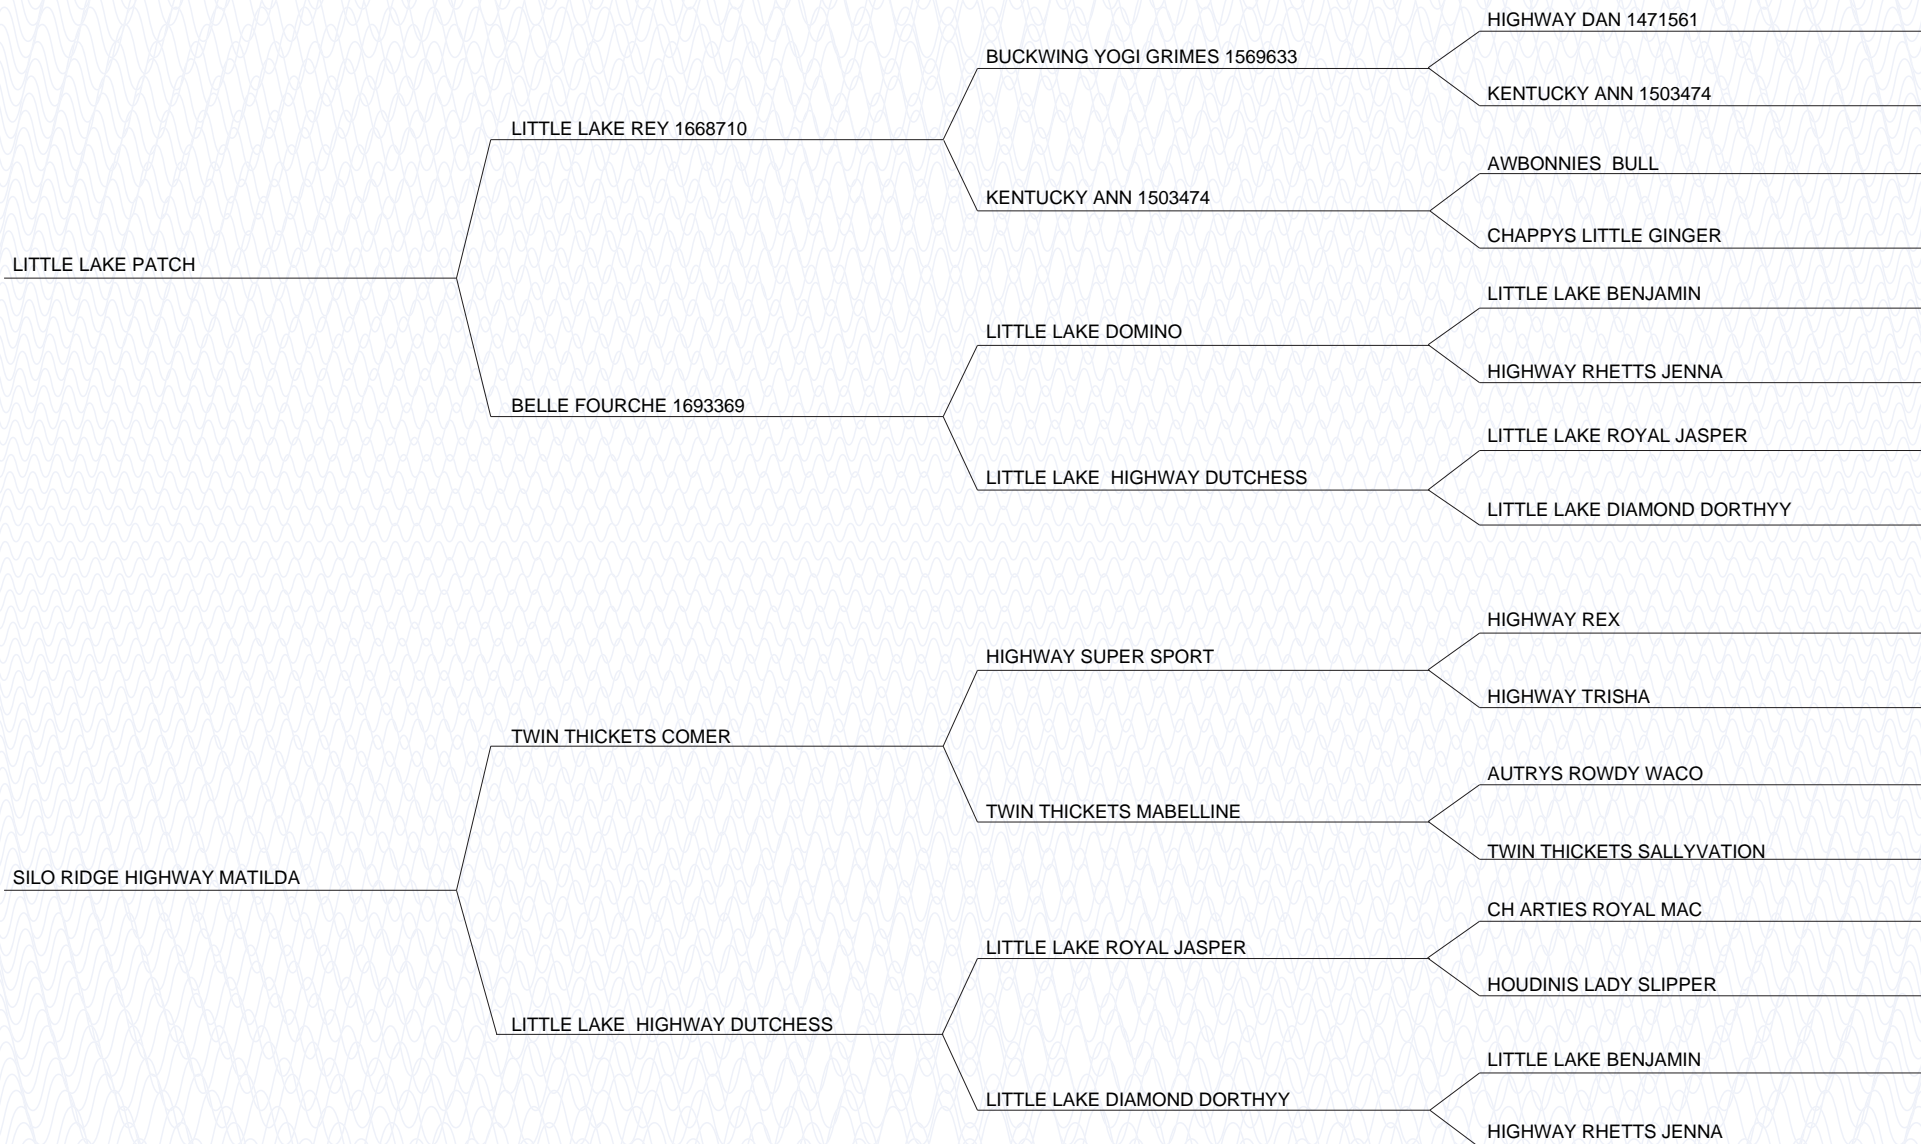 HIGHWAY DAN 1471561
BUCKWING YOGI GRIMES 1569633
KENTUCKY ANN 1503474
LITTLE LAKE REY 1668710
AWBONNIES  BULL
KENTUCKY ANN 1503474
CHAPPYS LITTLE GINGER
LITTLE LAKE PATCH
LITTLE LAKE BENJAMIN
LITTLE LAKE DOMINO
HIGHWAY RHETTS JENNA
BELLE FOURCHE 1693369
LITTLE LAKE ROYAL JASPER
LITTLE LAKE  HIGHWAY DUTCHESS
LITTLE LAKE DIAMOND DORTHYY
HIGHWAY REX
HIGHWAY SUPER SPORT
HIGHWAY TRISHA
TWIN THICKETS COMER
AUTRYS ROWDY WACO
TWIN THICKETS MABELLINE
TWIN THICKETS SALLYVATION
SILO RIDGE HIGHWAY MATILDA
CH ARTIES ROYAL MAC
LITTLE LAKE ROYAL JASPER
HOUDINIS LADY SLIPPER
LITTLE LAKE  HIGHWAY DUTCHESS
LITTLE LAKE BENJAMIN
LITTLE LAKE DIAMOND DORTHYY
HIGHWAY RHETTS JENNA